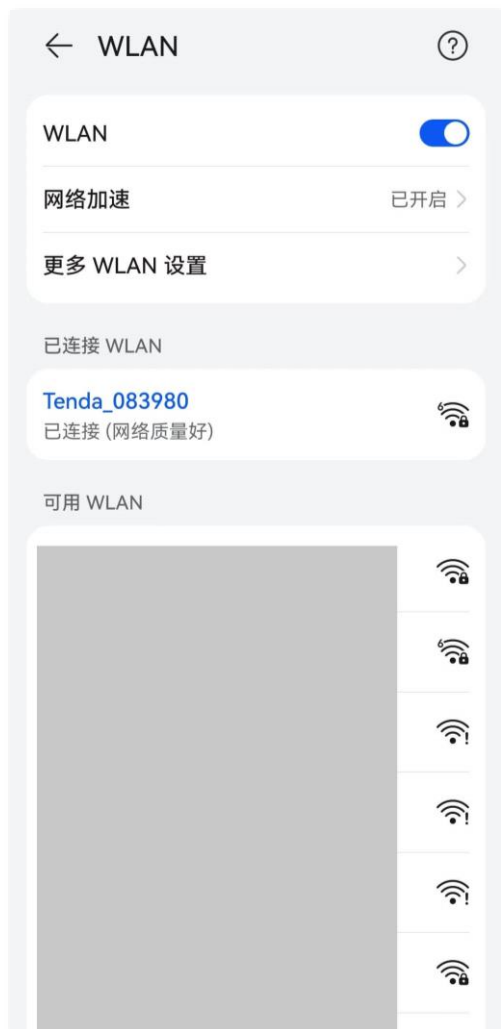 WLAN
WLAN
网络加速 已开启
更多 WLAN 设置
已连接 WLAN
Tenda_083980
已连接 (网络质量好)
可用 WLAN